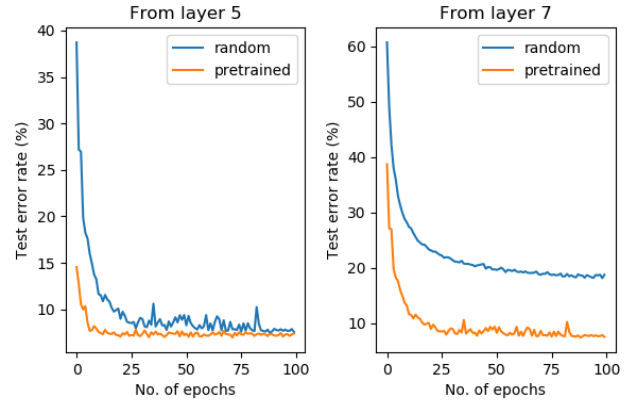 From layer 5
40
35
30
25
20
15
10
Test error rate (%)
random
pretrained
0
25
50
75
100
No. of epochs
From layer 7
60
50
40
30
20
10
Test error rate (%)
random
pretrained
0
25
50
75
100
No. of epochs